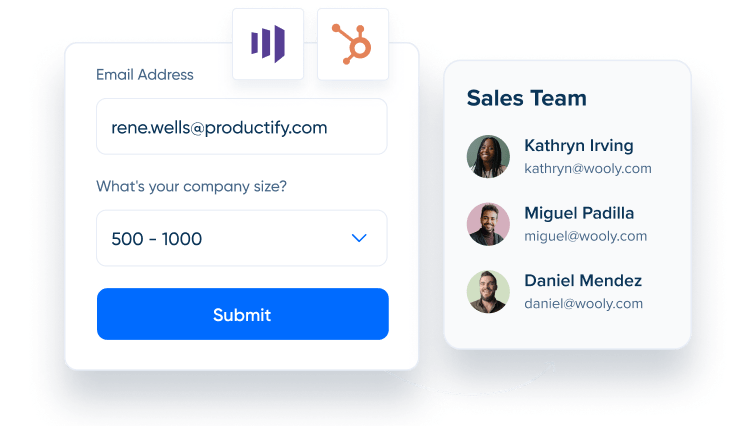 Email Address
rene.wells@productify.com
What's your company size?
500 - 1000
Submit
Sales Team
Kathryn Irving
kathryn@wooly.com
Miguel Padilla
miguel@wooly.com
Daniel Mendez
daniel@wooly.com